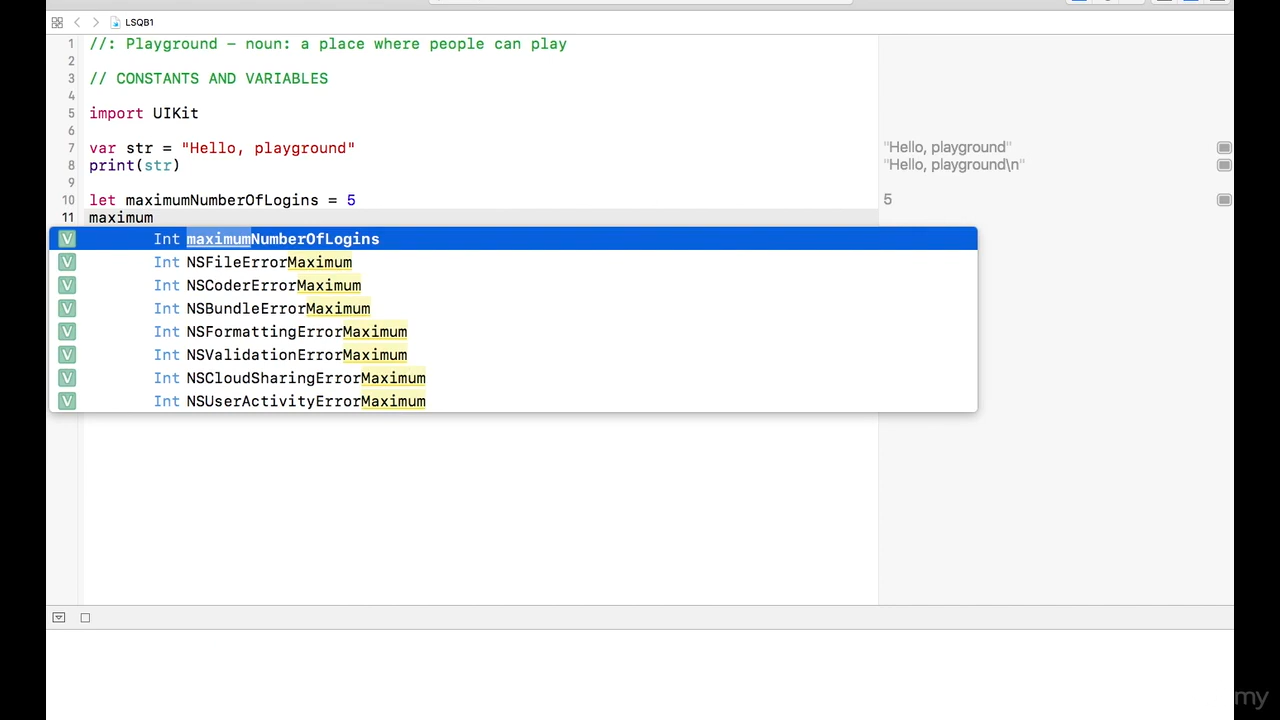 LSQB1
1 //: Playground - noun: a place where people can play
2
3 // CONSTANTS AND VARIABLES
4
5 import UIKit
6
7 var str = "Hello, playground" "Hello, playground"
8 print(str) "Hello, playground\n"
9
10 let maximumNumberOfLogins = 5 5
11 maximum
V Int maximumNumberOfLogins
V Int NSFileErrorMaximum
V Int NSCoderErrorMaximum
V Int NSBundleErrorMaximum
V Int NSFormattingErrorMaximum
V Int NSValidationErrorMaximum
V Int NSCloudSharingErrorMaximum
V Int NSUserActivityErrorMaximum
my